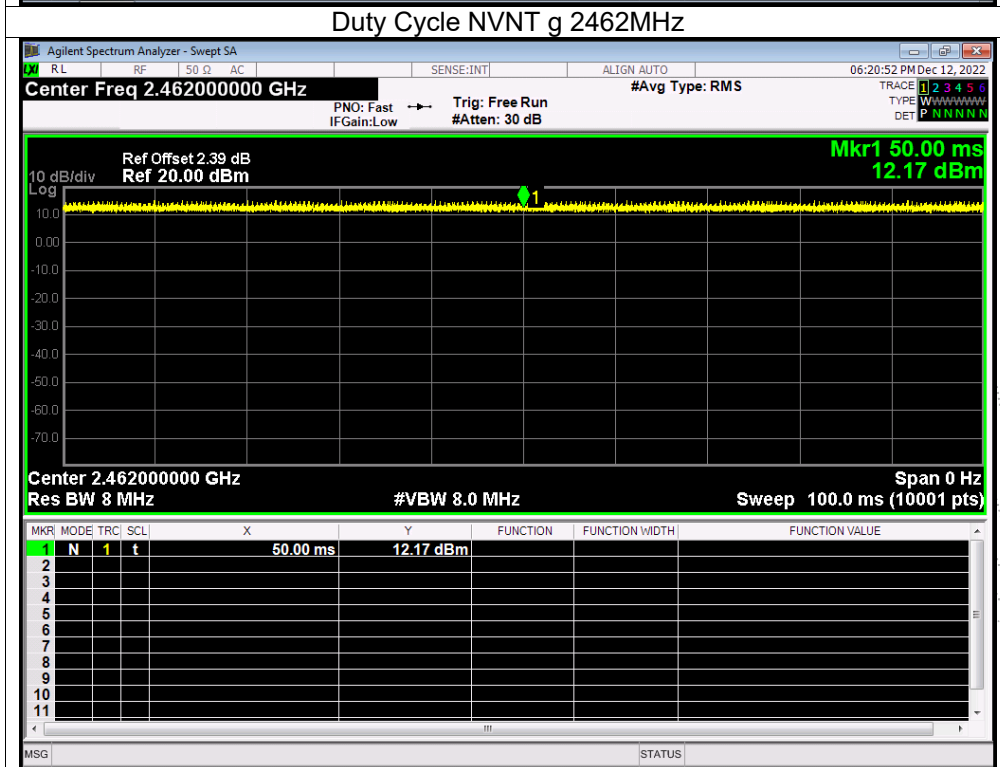 Duty Cycle NVNT g 2462MHz
Agilent Spectrum Analyzer - Swept SA
LXI RL RF 50 Ω AC SENSE:INT ALIGN AUTO 06:20:52 PM Dec 12, 2022
Center Freq 2.462000000 GHz #Avg Type: RMS TRACE 1 2 3 4 5 6
PNO: Fast Trig: Free Run TYPE WWWWWW
IFGain:Low #Atten: 30 dB DET P N N N N N
Mkr1 50.00 ms
Ref Offset 2.39 dB
10 dB/div Ref 20.00 dBm 12.17 dBm
Log
1
10.0
0.00
-10.0
-20.0
-30.0
-40.0
-50.0
-60.0
-70.0
Center 2.462000000 GHz Span 0 Hz
Res BW 8 MHz #VBW 8.0 MHz Sweep 100.0 ms (10001 pts)
MKR MODE TRC SCL X Y FUNCTION FUNCTION WIDTH FUNCTION VALUE
1 N 1 t 50.00 ms 12.17 dBm
2
3
4
5
6
7
8
9
10
11
MSG STATUS